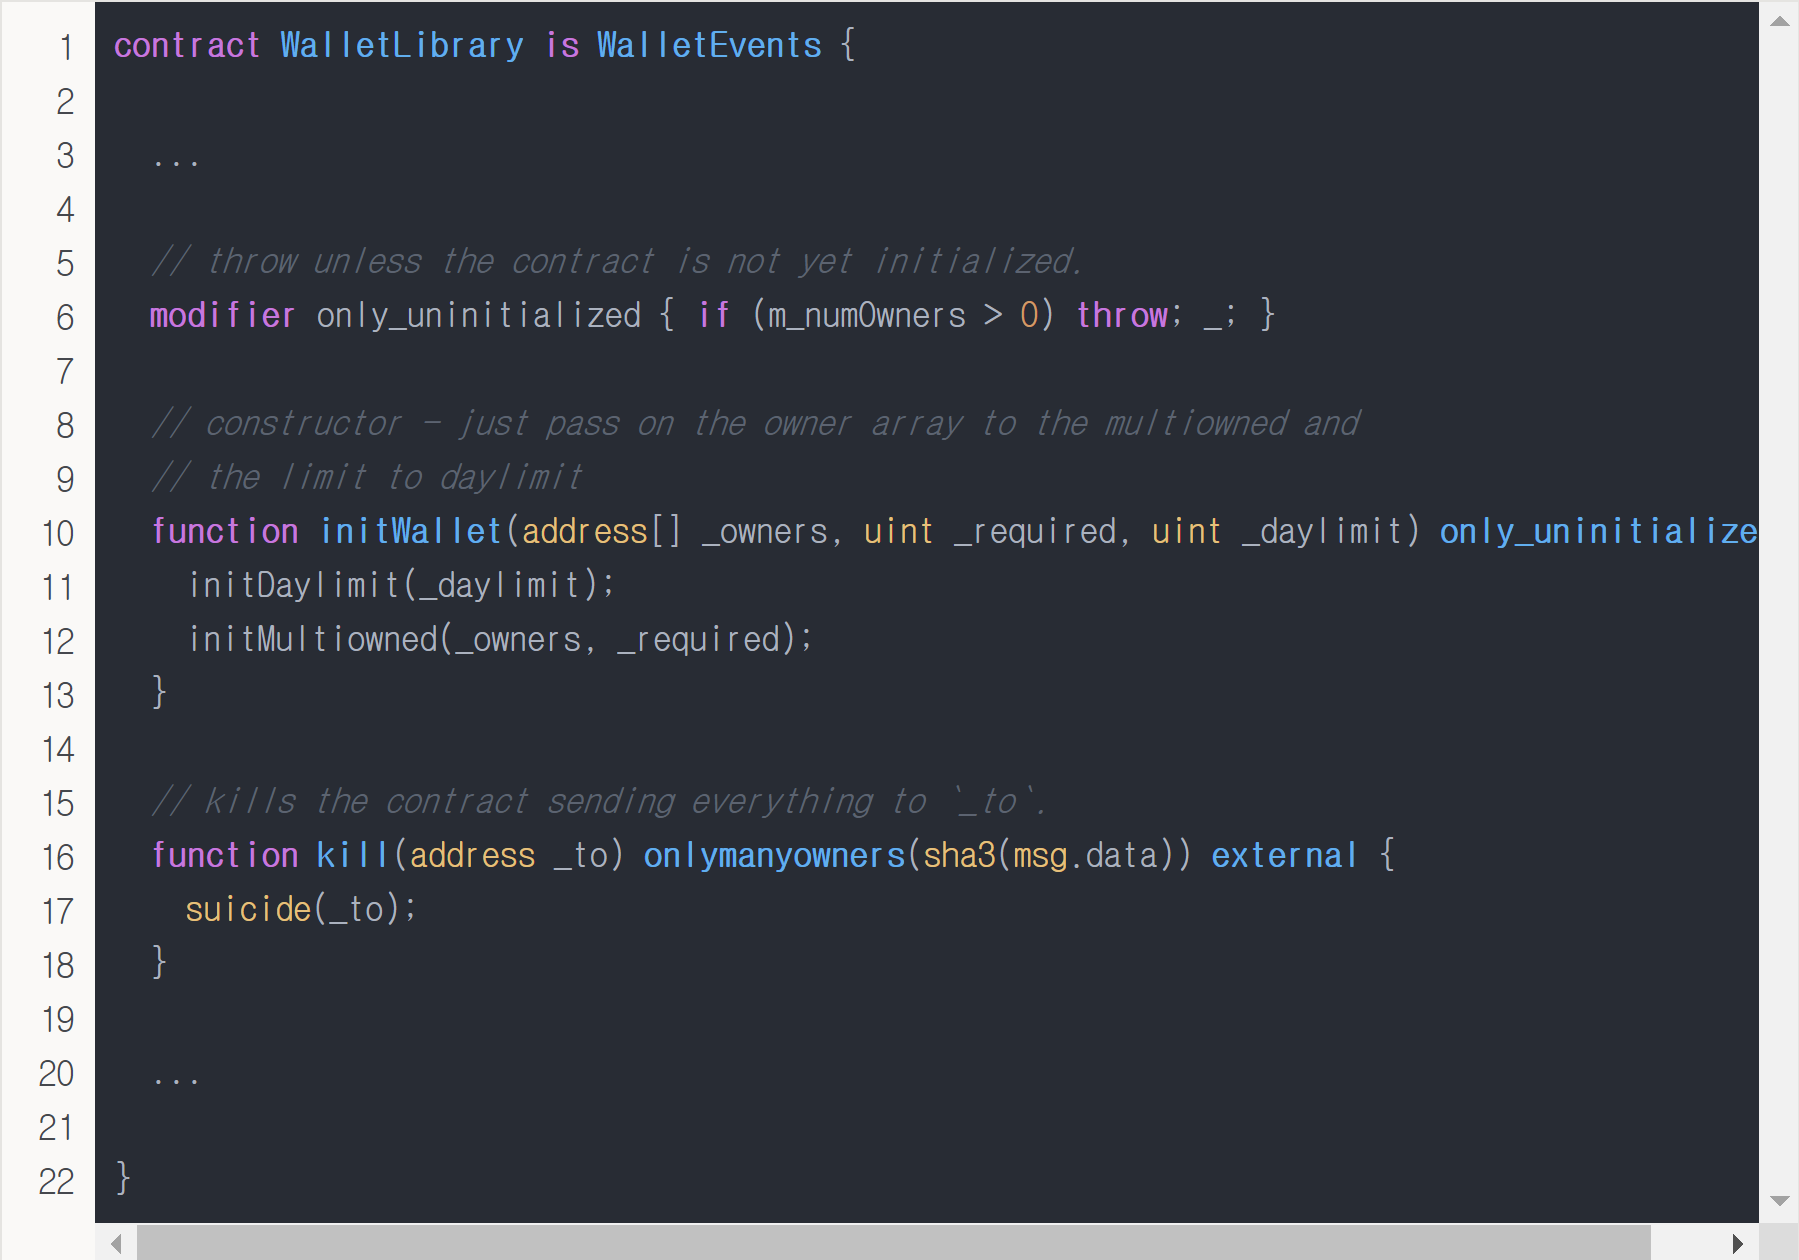 1 contract WalletLibrary is WalletEvents {
2
3 ...
4
5 // throw unless the contract is not yet initialized.
6 modifier only_uninitialized { if (m_numOwners > 0) throw; _; }
7
8 // constructor - just pass on the owner array to the multiowned and
9 // the limit to daylimit
10 function initWallet(address[] _owners, uint _required, uint _daylimit) only_uninitialize
11 initDaylimit(_daylimit);
12 initMultiowned(_owners, _required);
13 }
14
15 // kills the contract sending everything to `_to`.
16 function kill(address _to) onlymanyowners(sha3(msg.data)) external {
17 suicide(_to);
18 }
19
20 ...
21
22 }